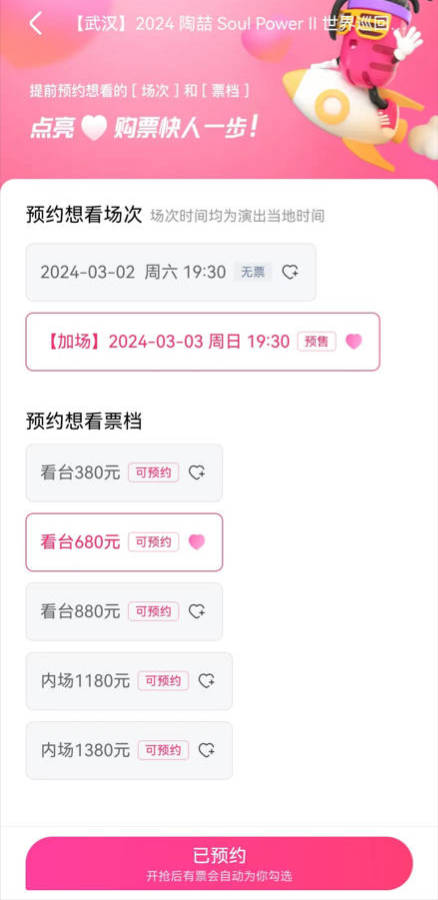 【武汉】2024 陶喆 Soul Power II 世界巡回
提前预约想看的 [ 场次 ] 和 [ 票档 ]
点亮 购票快人一步!
预约想看场次 场次时间均为演出当地时间
2024-03-02 周六 19:30 无票
【加场】2024-03-03 周日 19:30 预售
预约想看票档
看台380元 可预约
看台680元 可预约
看台880元 可预约
内场1180元 可预约
内场1380元 可预约
已预约
开抢后有票会自动为你勾选